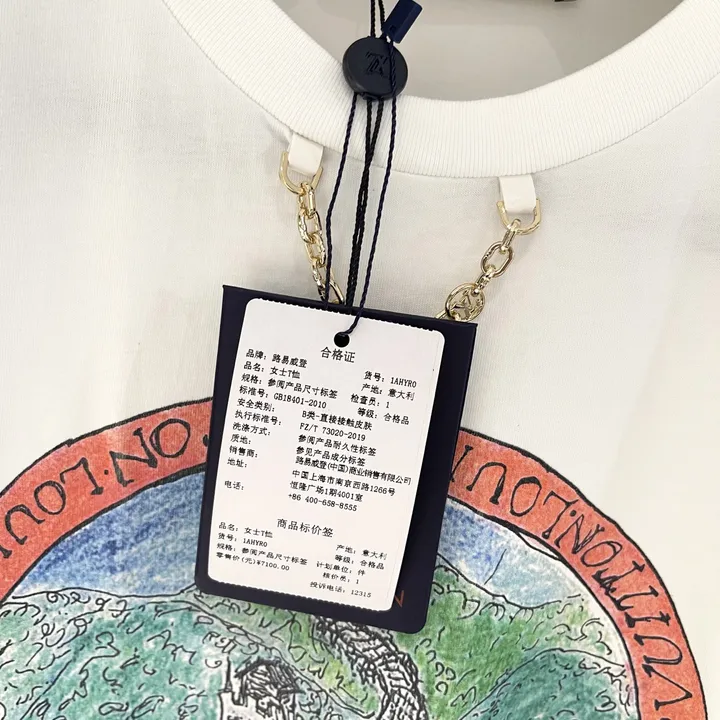 合格证
品牌: 路易威登
货号: 1AHYR0
品名: 女士T恤
产地: 意大利
规格: 参阅产品尺寸标签
检查员: 1
标准号: GB18401-2010
等级: 合格品
安全类别: B类-直接接触皮肤
执行标准号: FZ/T 73020-2019
洗涤方式: 参阅产品耐久性标签
质地: 参见产品成分标签
销售商: 路易威登(中国)商业销售有限公司
地址: 中国上海市南京西路1266号
恒隆广场1期4001室
电话: +86 400-658-8555
商品标价签
品名: 女士T恤
产地: 意大利
货号: 1AHYR0
等级: 合格品
规格: 参阅产品尺寸标签
计划单位: 件
零售价(元)¥7100.00
核价员: 1
投诉电话: 12315
ON·LOU
VUITTON·LOUI